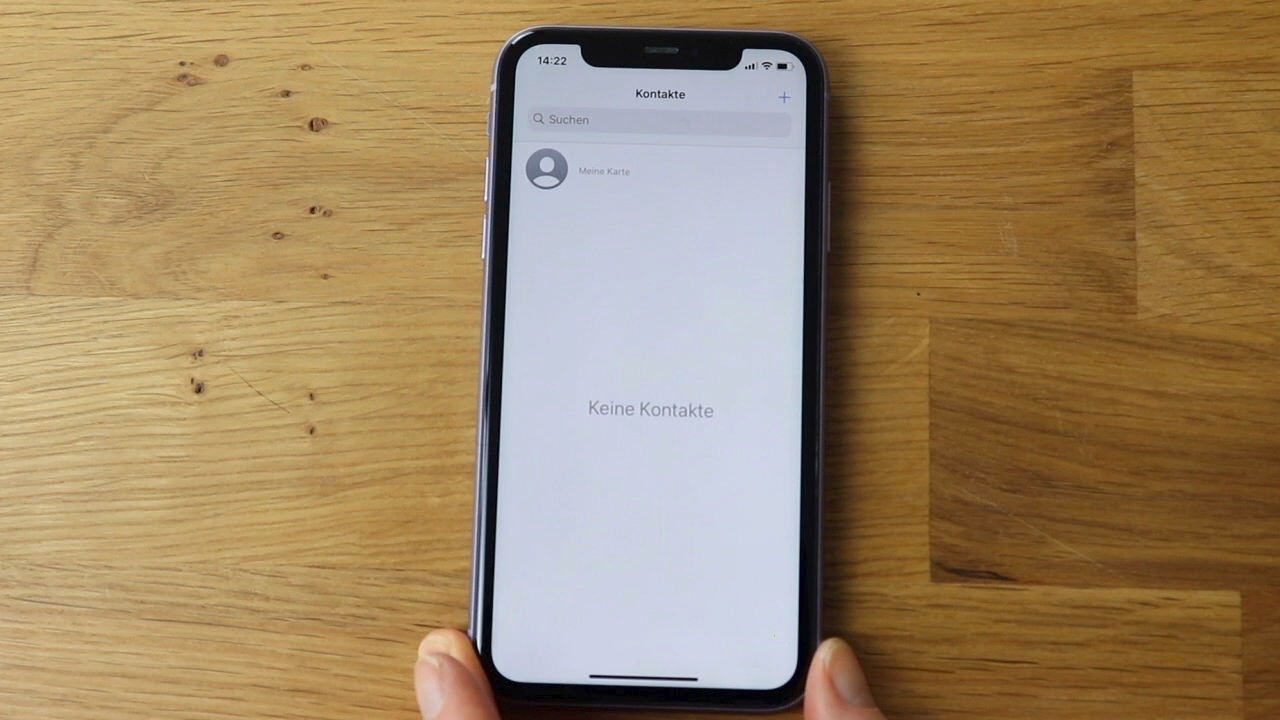 14:22
Kontakte
Suchen
Meine Karte
Keine Kontakte